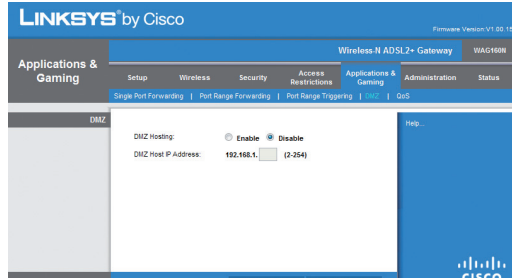 LINKSYS® by Cisco
Firmware Version:V1.00.15
Wireless-N ADSL2+ Gateway WAG160N
Applications & Gaming
Setup Wireless Security Access Restrictions Applications & Gaming Administration Status
Single Port Forwarding | Port Range Forwarding | Port Range Triggering | DMZ | QoS
DMZ
Help...
DMZ Hosting: Enable Disable
DMZ Host IP Address: 192.168.1. (2-254)
CISCO